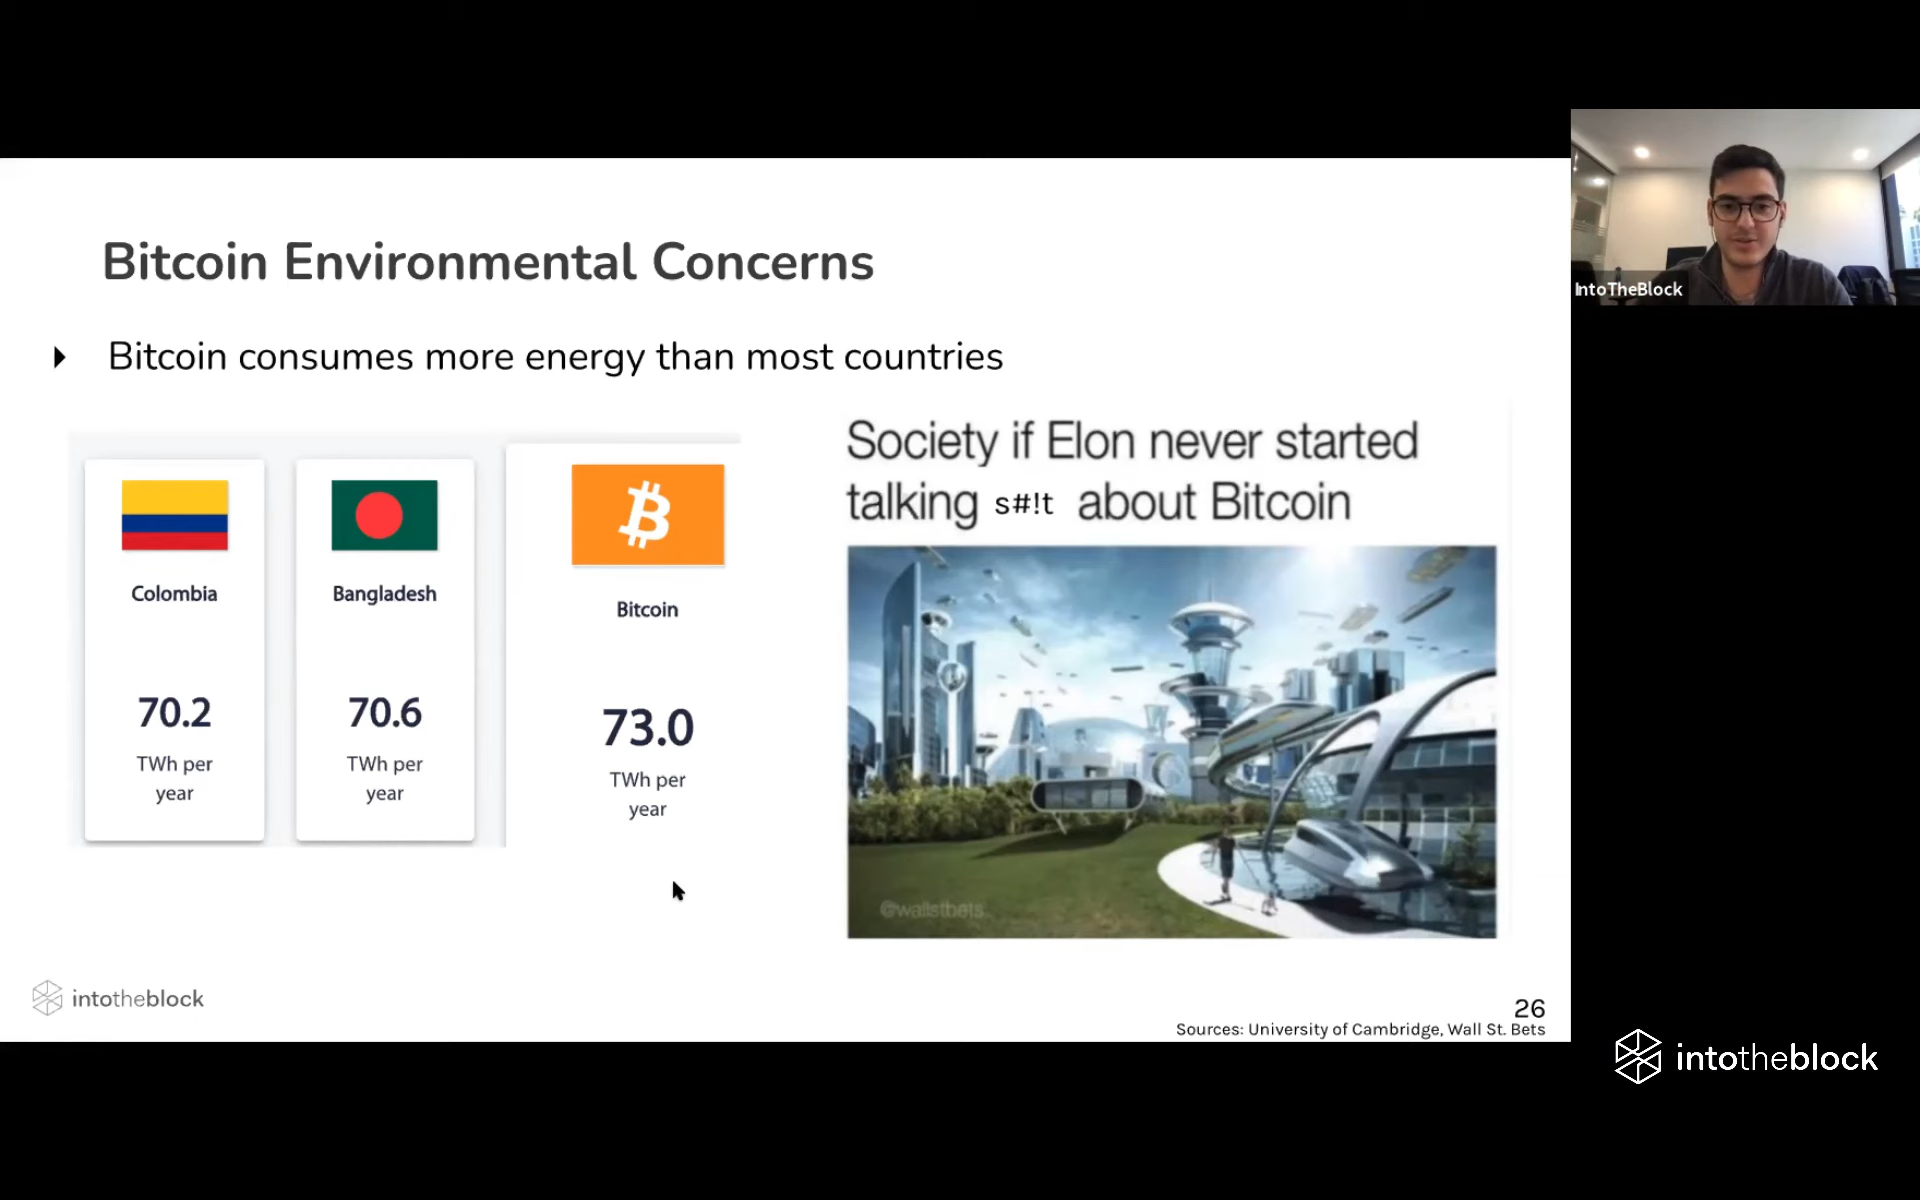 Bitcoin Environmental Concerns
Bitcoin consumes more energy than most countries
Colombia
70.2
TWh per
year
Bangladesh
70.6
TWh per
year
Bitcoin
73.0
TWh per
year
Society if Elon never started
talking s#!t about Bitcoin
@wallstbets
intotheblock
26
Sources: University of Cambridge, Wall St. Bets
IntoTheBlock
intotheblock